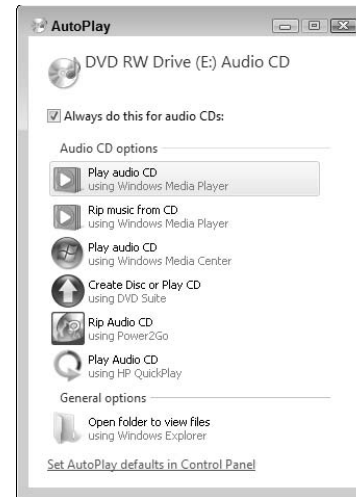 AutoPlay
DVD RW Drive (E:) Audio CD
Always do this for audio CDs:
Audio CD options
Play audio CD
using Windows Media Player
Rip music from CD
using Windows Media Player
Play audio CD
using Windows Media Center
Create Disc or Play CD
using DVD Suite
Rip Audio CD
using Power2Go
Play Audio CD
using HP QuickPlay
General options
Open folder to view files
using Windows Explorer
Set AutoPlay defaults in Control Panel